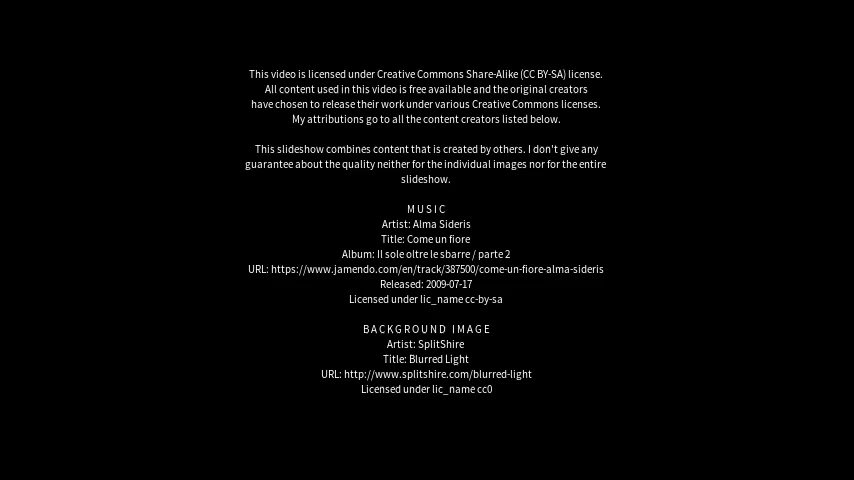 This video is licensed under Creative Commons Share-Alike (CC BY-SA) license.
All content used in this video is free available and the original creators
have chosen to release their work under various Creative Commons licenses.
My attributions go to all the content creators listed below.
This slideshow combines content that is created by others. I don't give any
guarantee about the quality neither for the individual images nor for the entire
slideshow.
MUSIC
Artist: Alma Sideris
Title: Come un fiore
Album: Il sole oltre le sbarre / parte 2
URL: https://www.jamendo.com/en/track/387500/come-un-fiore-alma-sideris
Released: 2009-07-17
Licensed under lic_name cc-by-sa
BACKGROUND IMAGE
Artist: SplitShire
Title: Blurred Light
URL: http://www.splitshire.com/blurred-light
Licensed under lic_name cc0